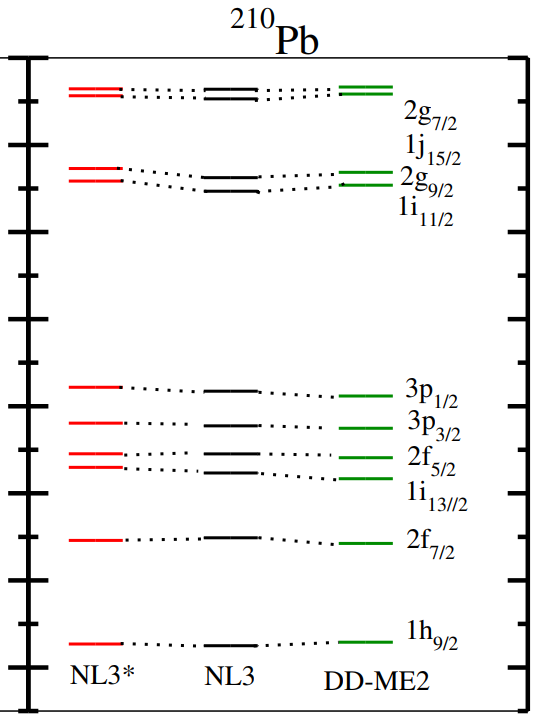 ²¹⁰Pb
2g₇/₂
1j₁₅/₂
2g₉/₂
1i₁₁/₂
3p₁/₂
3p₃/₂
2f₅/₂
1i₁₃//₂
2f₇/₂
1h₉/₂
NL3* NL3 DD-ME2